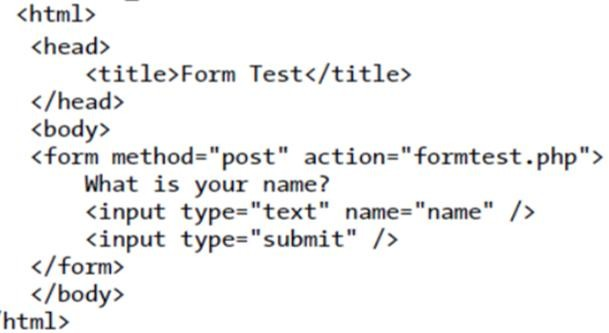 <html>
<head>
<title>Form Test</title>
</head>
<body>
<form method="post" action="formtest.php">
What is your name?
<input type="text" name="name" />
<input type="submit" />
</form>
</body>
/html>